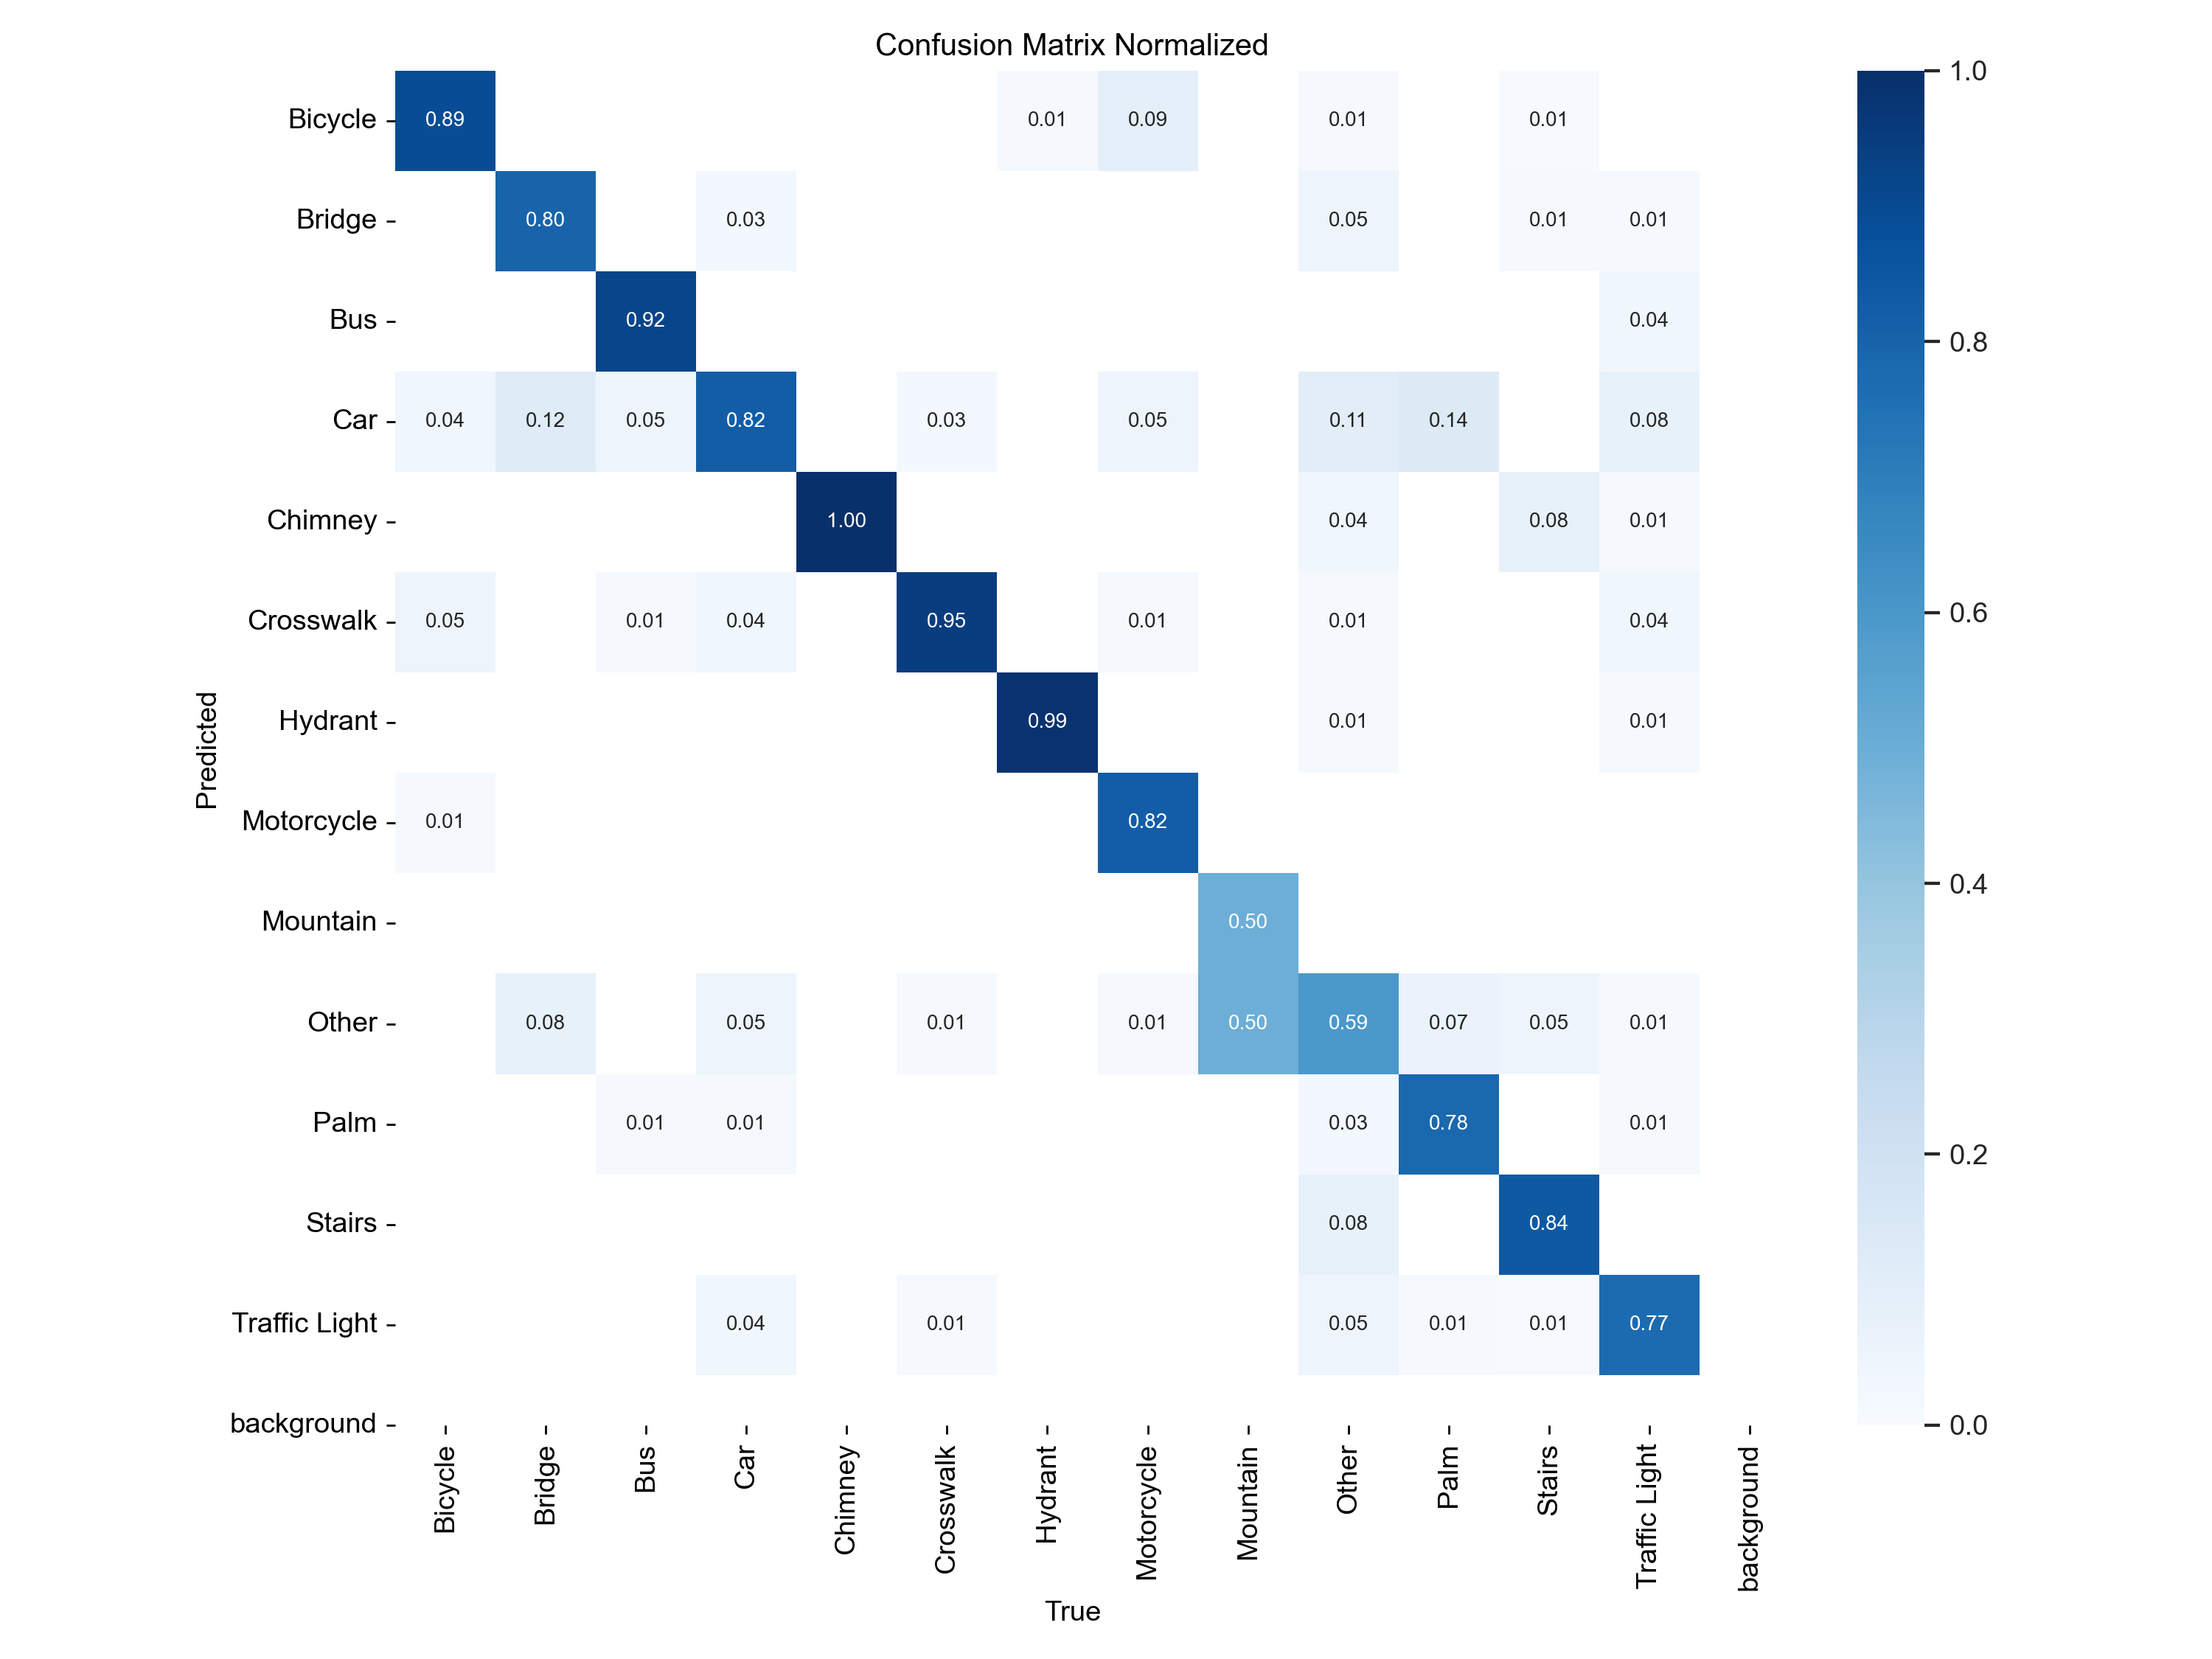 Confusion Matrix Normalized
Bicycle 0.89 0.01 0.09 0.01 0.01
Bridge 0.80 0.03 0.05 0.01 0.01
Bus 0.92 0.04
Car 0.04 0.12 0.05 0.82 0.03 0.05 0.11 0.14 0.08
Chimney 1.00 0.04 0.08 0.01
Crosswalk 0.05 0.01 0.04 0.95 0.01 0.01 0.04
Hydrant 0.99 0.01 0.01
Motorcycle 0.01 0.82
Mountain 0.50
Other 0.08 0.05 0.01 0.01 0.50 0.59 0.07 0.05 0.01
Palm 0.01 0.01 0.03 0.78 0.01
Stairs 0.08 0.84
Traffic Light 0.04 0.01 0.05 0.01 0.01 0.77
background
Predicted
Bicycle Bridge Bus Car Chimney Crosswalk Hydrant Motorcycle Mountain Other Palm Stairs Traffic Light background
True
1.0
0.8
0.6
0.4
0.2
0.0